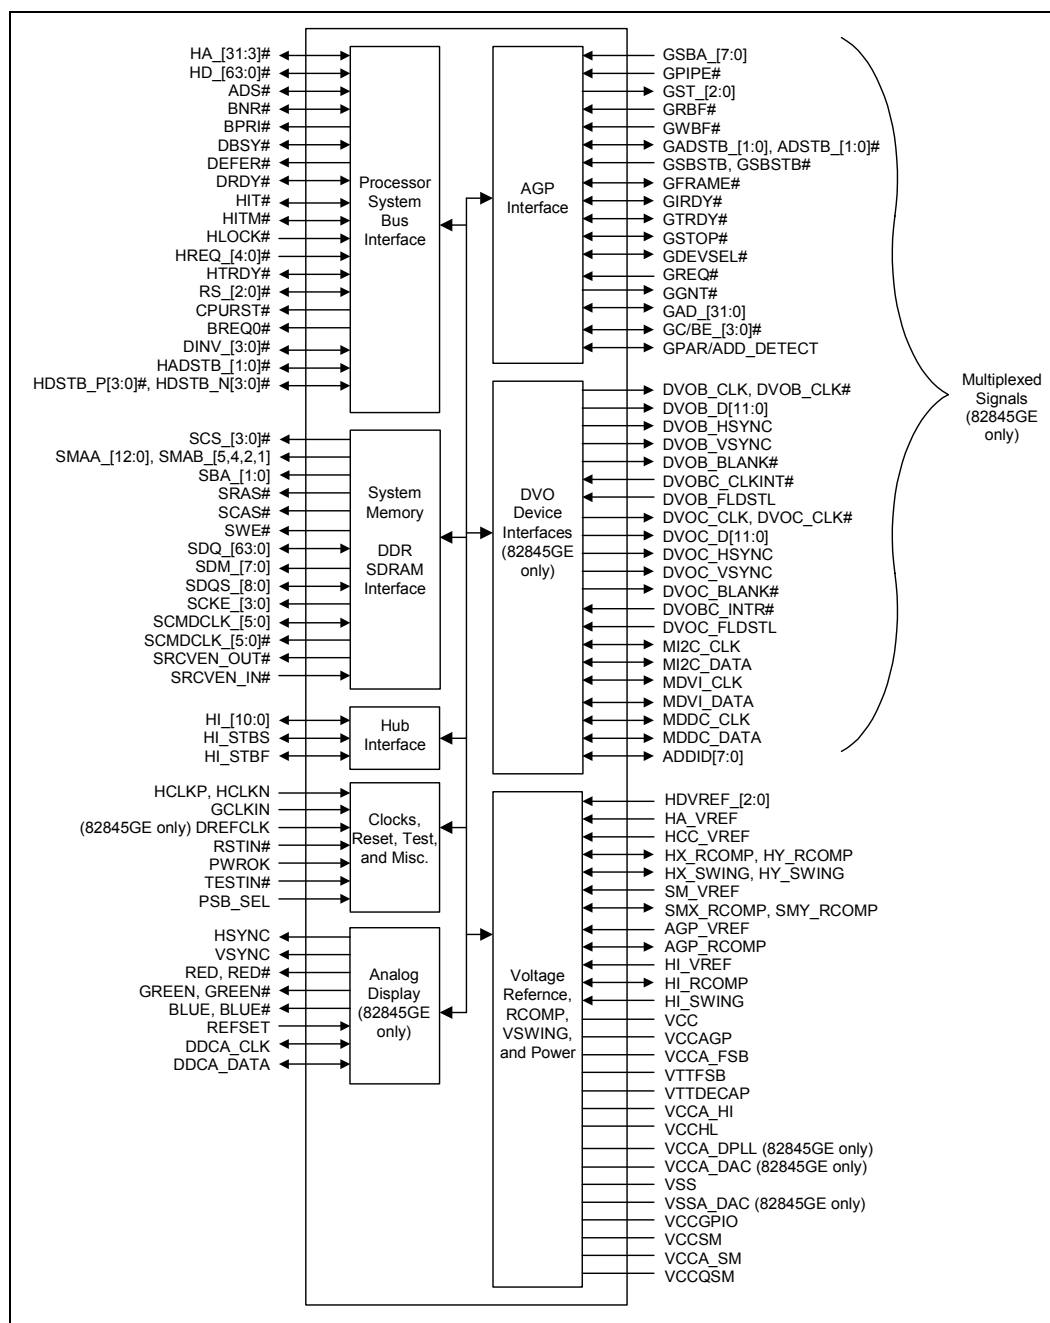 HA_[31:3]#
HD_[63:0]#
ADS#
BNR#
BPRI#
DBSY#
DEFER#
DRDY#
HIT#
HITM#
HLOCK#
HREQ_[4:0]#
HTRDY#
RS_[2:0]#
CPURST#
BREQ0#
DINV_[3:0]#
HADSTB_[1:0]#
HDSTB_P[3:0]#, HDSTB_N[3:0]#
Processor
System
Bus
Interface
SCS_[3:0]#
SMAA_[12:0], SMAB_[5,4,2,1]
SBA_[1:0]
SRAS#
SCAS#
SWE#
SDQ_[63:0]
SDM_[7:0]
SDQS_[8:0]
SCKE_[3:0]
SCMDCLK_[5:0]
SCMDCLK_[5:0]#
SRCVEN_OUT#
SRCVEN_IN#
System
Memory
DDR
SDRAM
Interface
HI_[10:0]
HI_STBS
HI_STBF
Hub
Interface
HCLKP, HCLKN
GCLKIN
(82845GE only) DREFCLK
RSTIN#
PWROK
TESTIN#
PSB_SEL
Clocks,
Reset, Test,
and Misc.
HSYNC
VSYNC
RED, RED#
GREEN, GREEN#
BLUE, BLUE#
REFSET
DDCA_CLK
DDCA_DATA
Analog
Display
(82845GE
only)
AGP
Interface
GSBA_[7:0]
GPIPE#
GST_[2:0]
GRBF#
GWBF#
GADSTB_[1:0], ADSTB_[1:0]#
GSBSTB, GSBSTB#
GFRAME#
GIRDY#
GTRDY#
GSTOP#
GDEVSEL#
GREQ#
GGNT#
GAD_[31:0]
GC/BE_[3:0]#
GPAR/ADD_DETECT
DVO
Device
Interfaces
(82845GE
only)
DVOB_CLK, DVOB_CLK#
DVOB_D[11:0]
DVOB_HSYNC
DVOB_VSYNC
DVOB_BLANK#
DVOBC_CLKINT#
DVOB_FLDSTL
DVOC_CLK, DVOC_CLK#
DVOC_D[11:0]
DVOC_HSYNC
DVOC_VSYNC
DVOC_BLANK#
DVOBC_INTR#
DVOC_FLDSTL
MI2C_CLK
MI2C_DATA
MDVI_CLK
MDVI_DATA
MDDC_CLK
MDDC_DATA
ADDID[7:0]
Multiplexed
Signals
(82845GE
only)
Voltage
Refernce,
RCOMP,
VSWING,
and Power
HDVREF_[2:0]
HA_VREF
HCC_VREF
HX_RCOMP, HY_RCOMP
HX_SWING, HY_SWING
SM_VREF
SMX_RCOMP, SMY_RCOMP
AGP_VREF
AGP_RCOMP
HI_VREF
HI_RCOMP
HI_SWING
VCC
VCCAGP
VCCA_FSB
VTTFSB
VTTDECAP
VCCA_HI
VCCHL
VCCA_DPLL (82845GE only)
VCCA_DAC (82845GE only)
VSS
VSSA_DAC (82845GE only)
VCCGPIO
VCCSM
VCCA_SM
VCCQSM